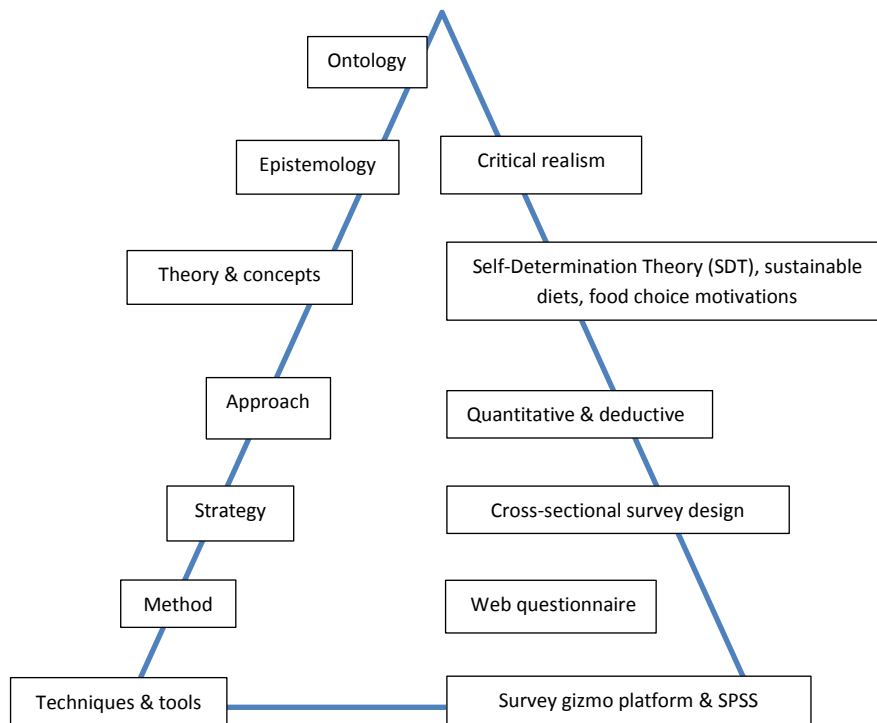 Ontology
Epistemology
Critical realism
Theory & concepts
Self-Determination Theory (SDT), sustainable
diets, food choice motivations
Approach
Quantitative & deductive
Strategy
Cross-sectional survey design
Method
Web questionnaire
Techniques & tools
Survey gizmo platform & SPSS